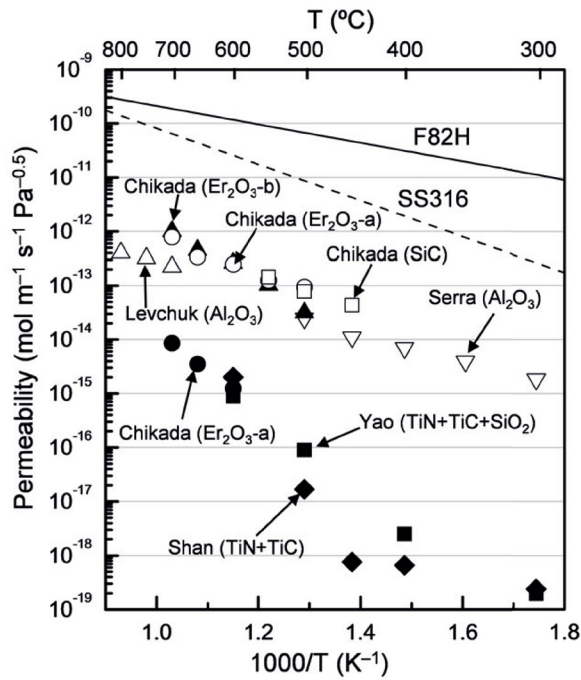 T (ºC)
800 700 600 500 400 300
10⁻⁹
10⁻¹⁰
10⁻¹¹
10⁻¹²
10⁻¹³
10⁻¹⁴
10⁻¹⁵
10⁻¹⁶
10⁻¹⁷
10⁻¹⁸
10⁻¹⁹
Permeability (mol m⁻¹ s⁻¹ Pa⁻⁰·⁵)
F82H
SS316
Chikada (Er₂O₃-b)
Chikada (Er₂O₃-a)
Chikada (SiC)
Levchuk (Al₂O₃)
Serra (Al₂O₃)
Chikada (Er₂O₃-a)
Yao (TiN+TiC+SiO₂)
Shan (TiN+TiC)
1.0 1.2 1.4 1.6 1.8
1000/T (K⁻¹)